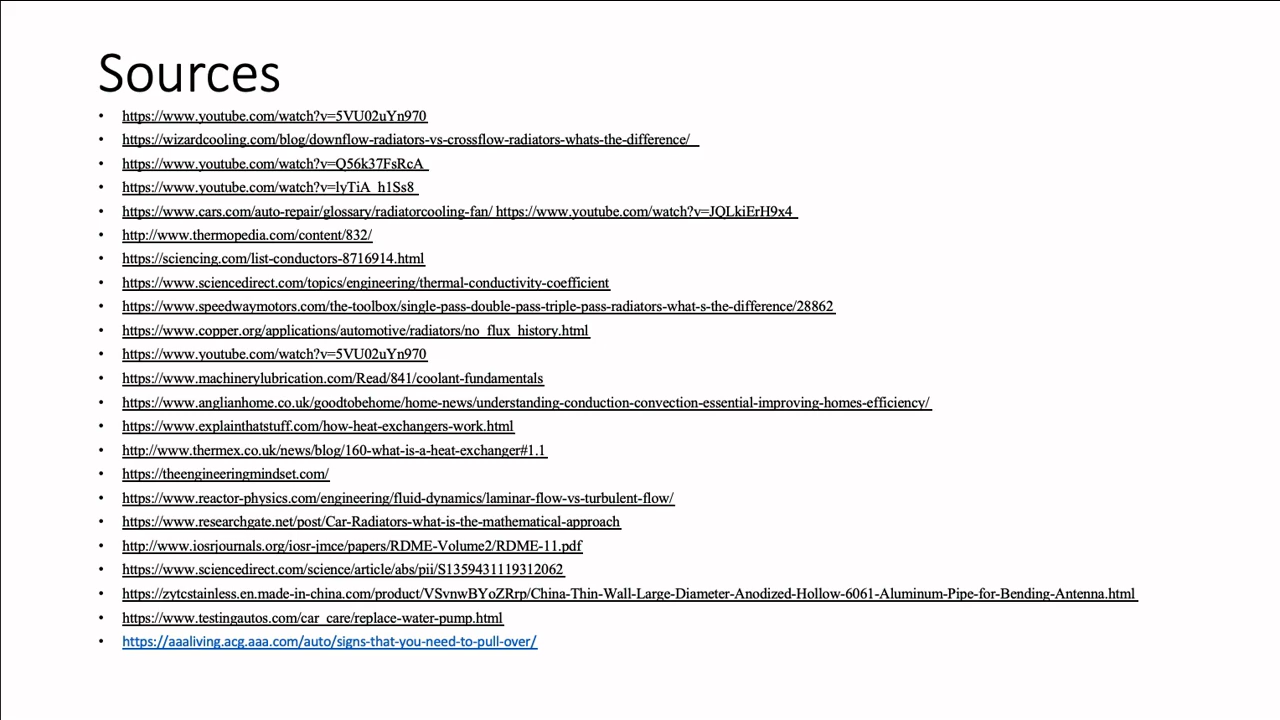 Sources
• https://www.youtube.com/watch?v=5VU02uYn970
• https://wizardcooling.com/blog/downflow-radiators-vs-crossflow-radiators-whats-the-difference/
• https://www.youtube.com/watch?v=Q56k37FsRcA
• https://www.youtube.com/watch?v=lyTiA_h1Ss8
• https://www.cars.com/auto-repair/glossary/radiatorcooling-fan/ https://www.youtube.com/watch?v=JQLkiErH9x4
• http://www.thermopedia.com/content/832/
• https://sciencing.com/list-conductors-8716914.html
• https://www.sciencedirect.com/topics/engineering/thermal-conductivity-coefficient
• https://www.speedwaymotors.com/the-toolbox/single-pass-double-pass-triple-pass-radiators-what-s-the-difference/28862
• https://www.copper.org/applications/automotive/radiators/no_flux_history.html
• https://www.youtube.com/watch?v=5VU02uYn970
• https://www.machinerylubrication.com/Read/841/coolant-fundamentals
• https://www.anglianhome.co.uk/goodtobehome/home-news/understanding-conduction-convection-essential-improving-homes-efficiency/
• https://www.explainthatstuff.com/how-heat-exchangers-work.html
• http://www.thermex.co.uk/news/blog/160-what-is-a-heat-exchanger#1.1
• https://theengineeringmindset.com/
• https://www.reactor-physics.com/engineering/fluid-dynamics/laminar-flow-vs-turbulent-flow/
• https://www.researchgate.net/post/Car-Radiators-what-is-the-mathematical-approach
• http://www.iosrjournals.org/iosr-jmce/papers/RDME-Volume2/RDME-11.pdf
• https://www.sciencedirect.com/science/article/abs/pii/S1359431119312062
• https://zytcstainless.en.made-in-china.com/product/VSvnwBYoZRrp/China-Thin-Wall-Large-Diameter-Anodized-Hollow-6061-Aluminum-Pipe-for-Bending-Antenna.html
• https://www.testingautos.com/car_care/replace-water-pump.html
• https://aaaliving.acg.aaa.com/auto/signs-that-you-need-to-pull-over/